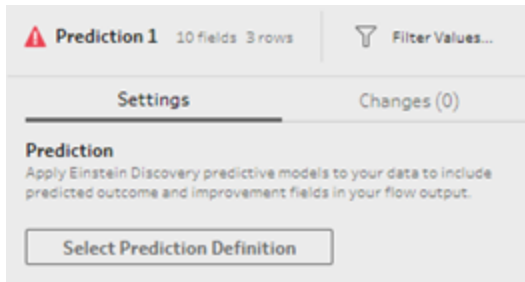 Prediction 1 10 fields 3 rows Filter Values...
Settings Changes (0)
Prediction
Apply Einstein Discovery predictive models to your data to include
predicted outcome and improvement fields in your flow output.
Select Prediction Definition